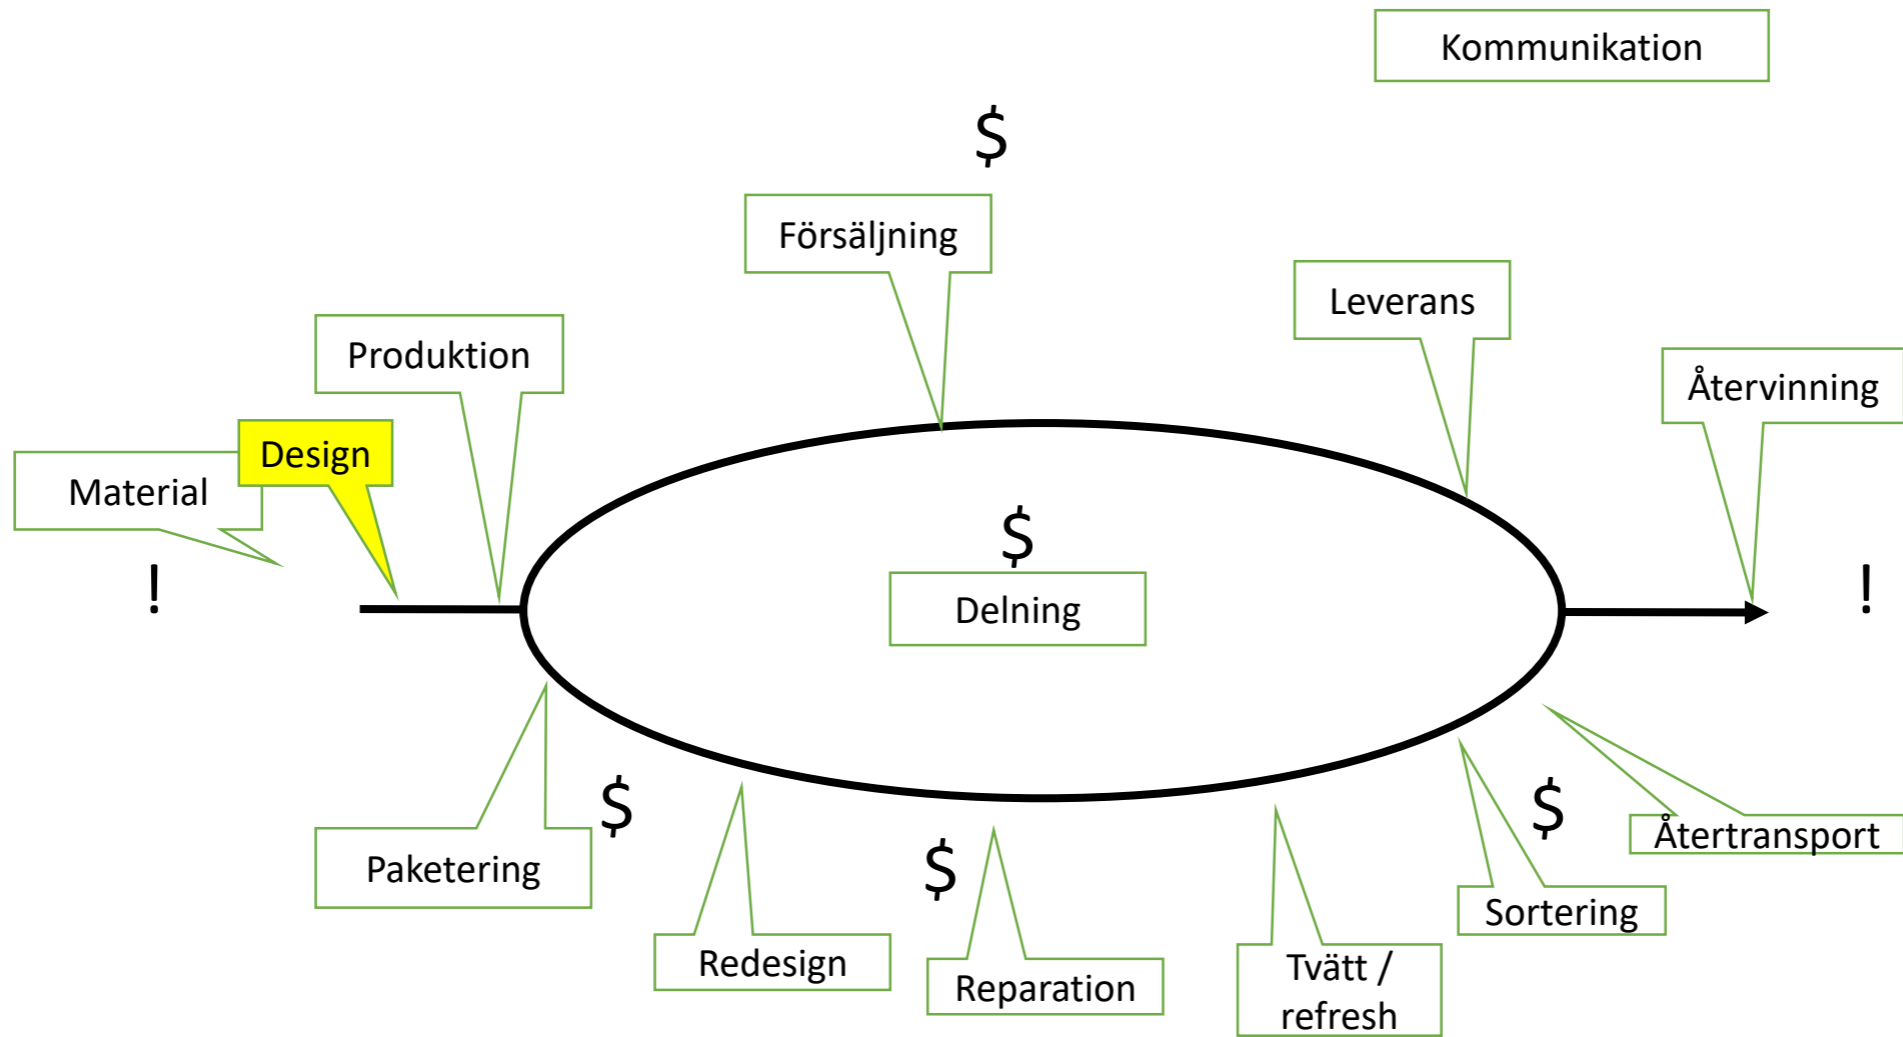 Kommunikation
$
Försäljning
Leverans
Produktion
Återvinning
Design
Material
$
!
!
Delning
$
$
Återtransport
$
Paketering
Sortering
Redesign
Reparation
Tvätt /
refresh